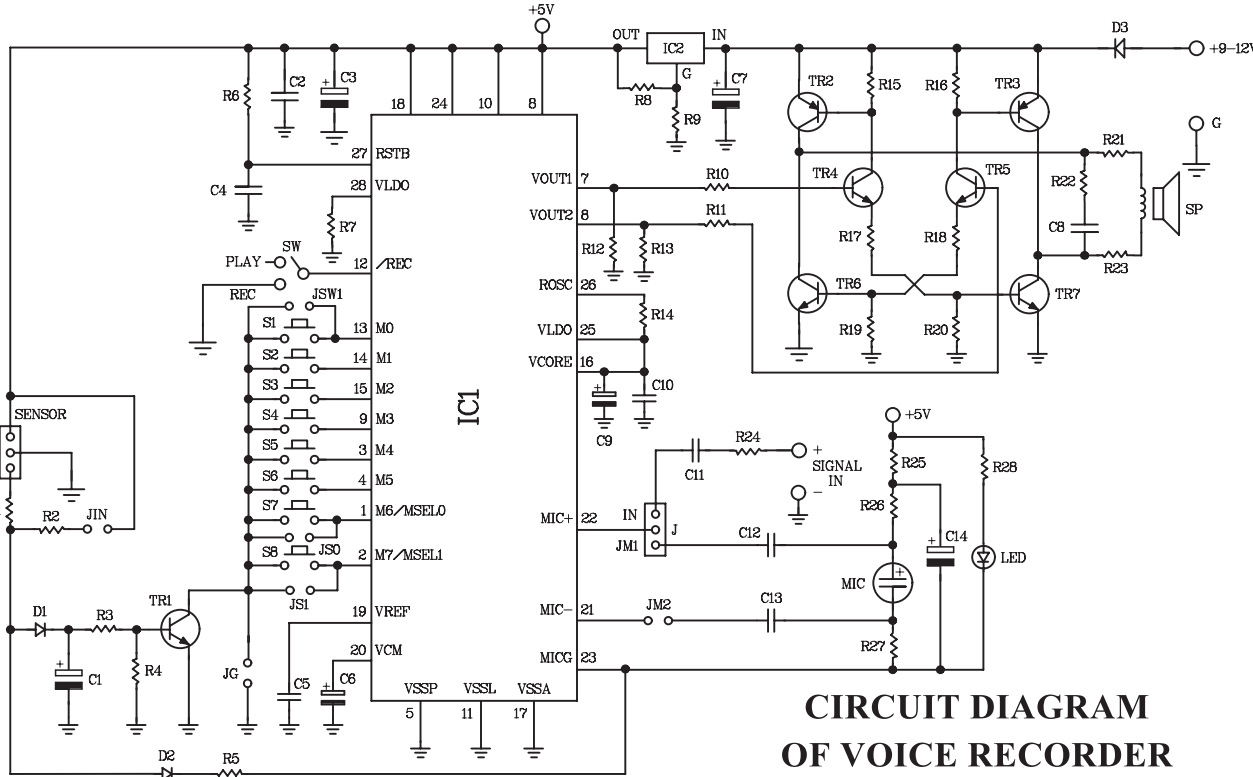 +5V
OUT
IC2
IN
D3
+9-12V
G
R6
C2
+
C3
R8
R9
+
C7
TR2
R15
R16
TR3
G
18
24
10
8
27
RSTB
C4
28
VLDO
R7
VOUT1
7
R10
TR4
TR5
R21
R22
SP
VOUT2
8
R11
R12
R13
R17
R18
C8
R23
SW
PLAY
12
/REC
REC
JSW1
ROSC
26
R14
TR6
TR7
S1
13
M0
VLDO
25
R19
R20
S2
14
M1
VCORE
16
C10
S3
15
M2
+
C9
IC1
SENSOR
S4
9
M3
+5V
S5
3
M4
C11
R24
+
SIGNAL
IN
-
R25
R28
S6
4
M5
R26
R2
JIN
S7
1
M6/MSEL0
MIC+
22
IN
J
JM1
C12
+
C14
LED
S8
JS0
2
M7/MSEL1
MIC
+
JS1
D1
R3
TR1
19
VREF
MIC-
21
JM2
C13
R27
20
VCM
MICG
23
+
C1
R4
JG
C5
+
C6
VSSP
VSSL
VSSA
5
11
17
D2
R5
CIRCUIT DIAGRAM
OF VOICE RECORDER